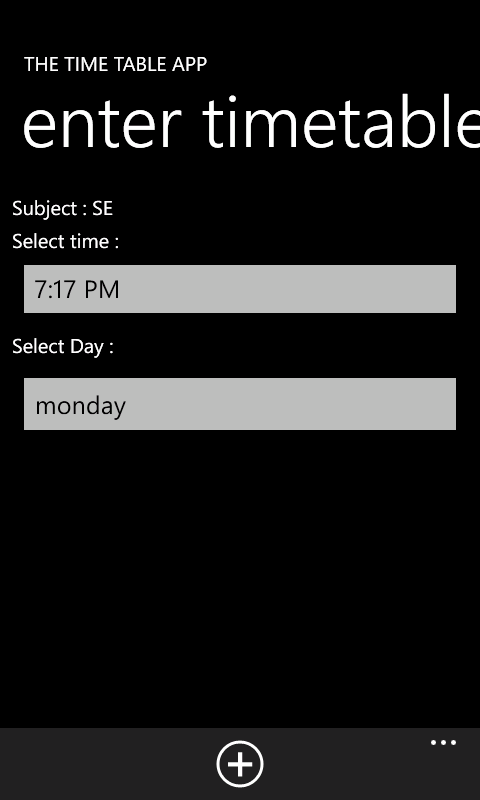 THE TIME TABLE APP
enter timetable
Subject : SE
Select time :
7:17 PM
Select Day :
monday